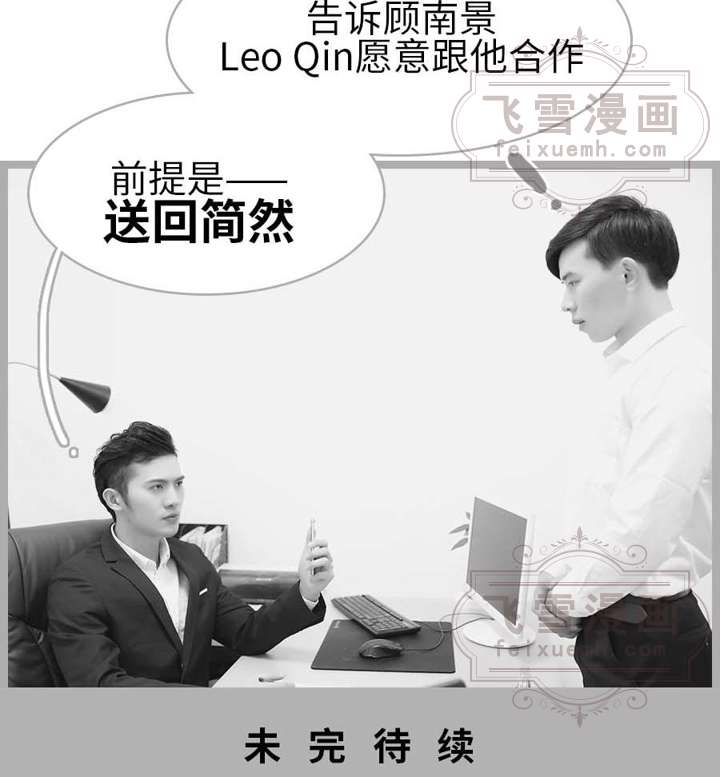 告诉顾南景
Leo Qin愿意跟他合作
飞雪漫画
feixuemh.com
前提是——
送回简然
飞雪漫画
feixuemh.com
未完待续